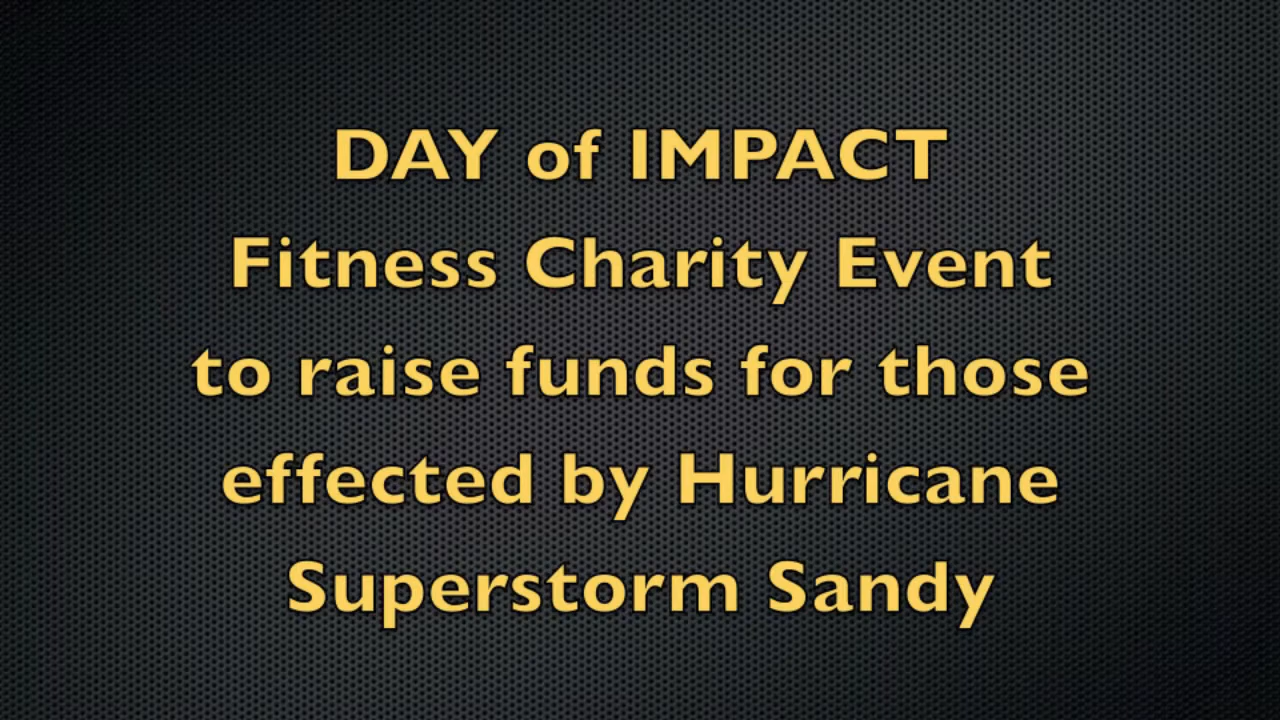 DAY of IMPACT
Fitness Charity Event
to raise funds for those
effected by Hurricane
Superstorm Sandy